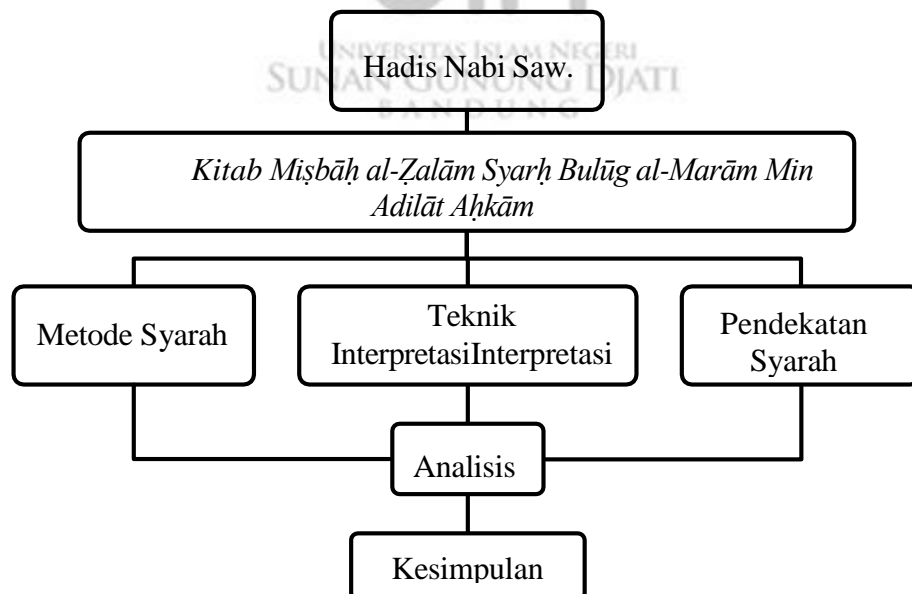 UNIVERSITAS ISLAM NEGERI
SUNAN GUNUNG DJATI
BANDUNG
Hadis Nabi Saw.
Kitab Miṣbāḥ al-Ẓalām Syarḥ Bulūg al-Marām Min
Adilāt Aḥkām
Metode Syarah
Teknik
InterpretasiInterpretasi
Pendekatan
Syarah
Analisis
Kesimpulan